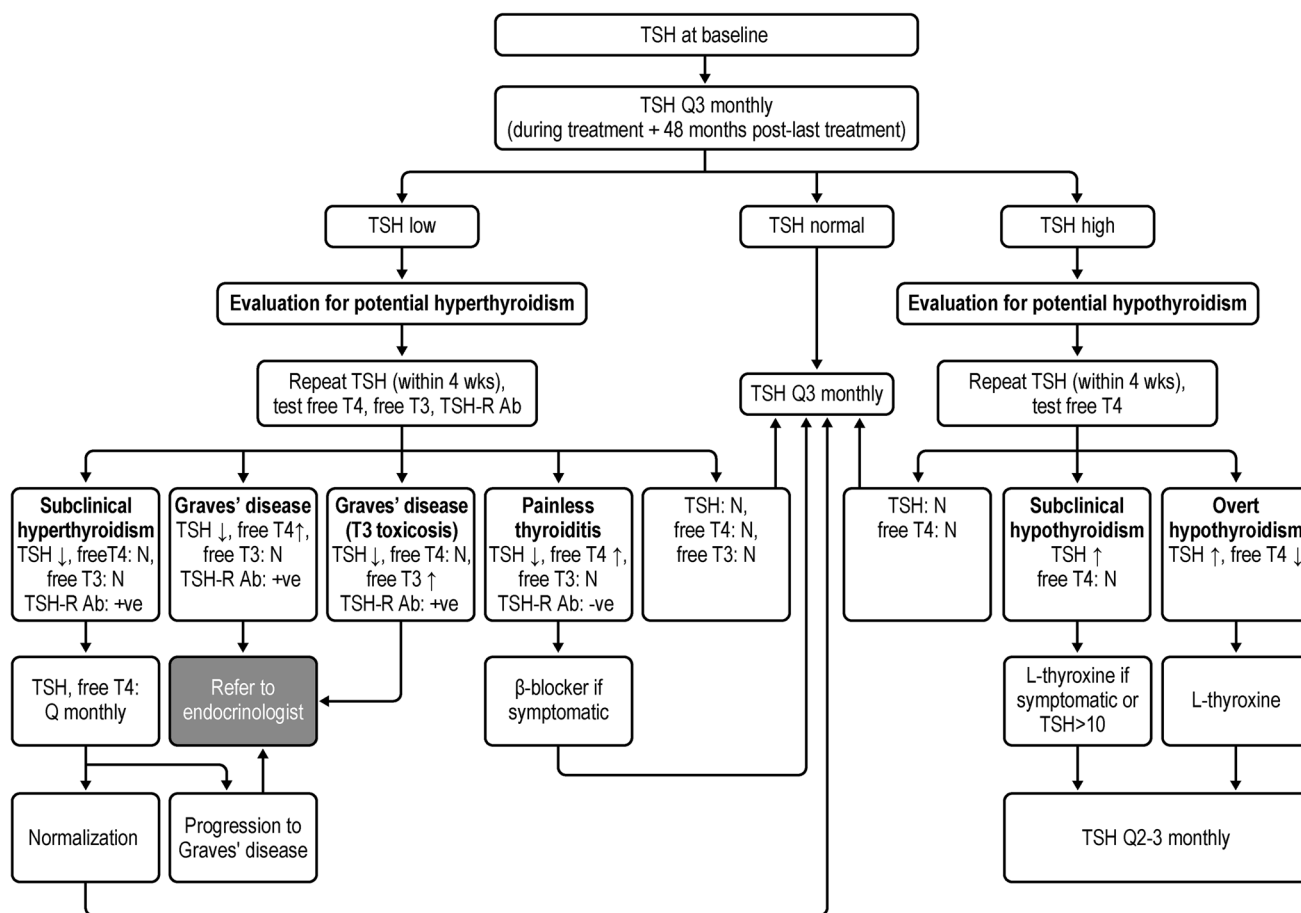 TSH at baseline
TSH Q3 monthly
(during treatment + 48 months post-last treatment)
TSH low
TSH normal
TSH high
Evaluation for potential hyperthyroidism
Evaluation for potential hypothyroidism
Repeat TSH (within 4 wks),
test free T4, free T3, TSH-R Ab
TSH Q3 monthly
Repeat TSH (within 4 wks),
test free T4
Subclinical
hyperthyroidism
TSH ↓, freeT4: N,
free T3: N
TSH-R Ab: +ve
Graves’ disease
TSH ↓, free T4↑,
free T3: N
TSH-R Ab: +ve
Graves’ disease
(T3 toxicosis)
TSH ↓, free T4: N,
free T3 ↑
TSH-R Ab: +ve
Painless
thyroiditis
TSH ↓, free T4 ↑,
free T3: N
TSH-R Ab: -ve
TSH: N,
free T4: N,
free T3: N
TSH: N
free T4: N
Subclinical
hypothyroidism
TSH ↑
free T4: N
Overt
hypothyroidism
TSH ↑, free T4 ↓
TSH, free T4:
Q monthly
Refer to
endocrinologist
β-blocker if
symptomatic
L-thyroxine if
symptomatic or
TSH>10
L-thyroxine
Normalization
Progression to
Graves' disease
TSH Q2-3 monthly